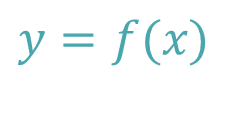 y = f(x)